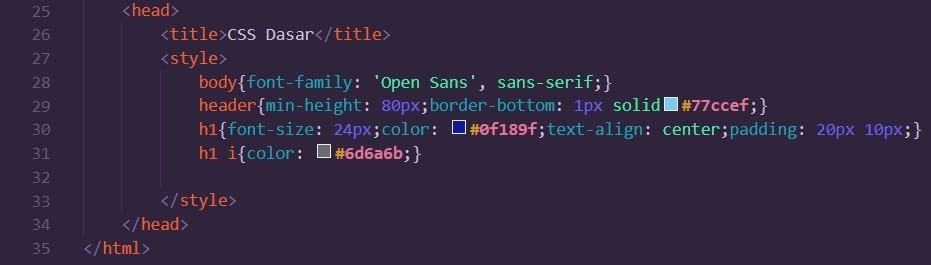 25 <head>
26 <title>CSS Dasar</title>
27 <style>
28 body{font-family: 'Open Sans', sans-serif;}
29 header{min-height: 80px;border-bottom: 1px solid #77ccef;}
30 h1{font-size: 24px;color: #0f189f;text-align: center;padding: 20px 10px;}
31 h1 i{color: #6d6a6b;}
32
33 </style>
34 </head>
35 </html>